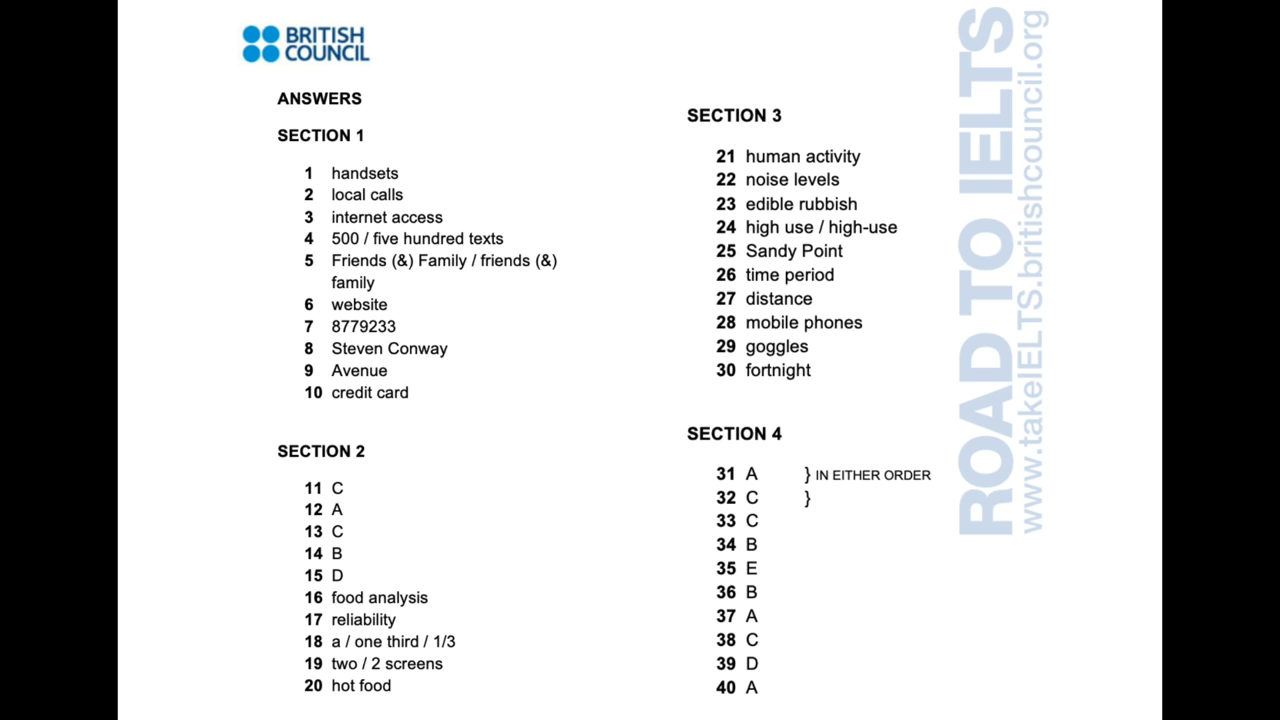 BRITISH
COUNCIL
ANSWERS
SECTION 1
1 handsets
2 local calls
3 internet access
4 500 / five hundred texts
5 Friends (&) Family / friends (&)
family
6 website
7 8779233
8 Steven Conway
9 Avenue
10 credit card
SECTION 2
11 C
12 A
13 C
14 B
15 D
16 food analysis
17 reliability
18 a / one third / 1/3
19 two / 2 screens
20 hot food
SECTION 3
21 human activity
22 noise levels
23 edible rubbish
24 high use / high-use
25 Sandy Point
26 time period
27 distance
28 mobile phones
29 goggles
30 fortnight
SECTION 4
31 A } IN EITHER ORDER
32 C }
33 C
34 B
35 E
36 B
37 A
38 C
39 D
40 A
ROAD TO IELTS
www.takeIELTS.britishcouncil.org